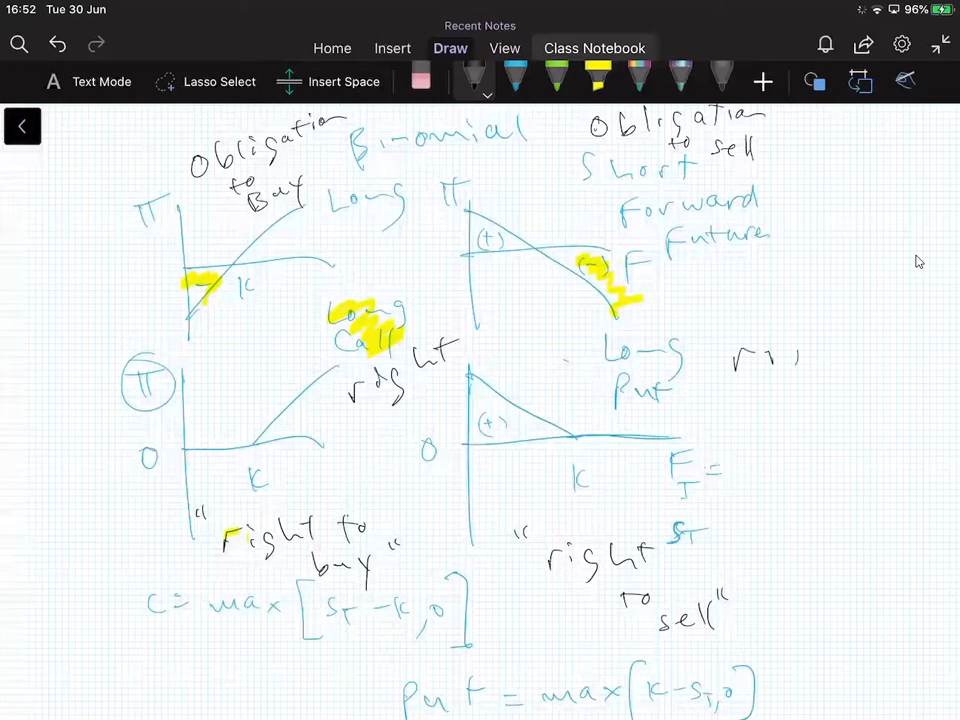 16:52 Tue 30 Jun
96%
Recent Notes
Home Insert Draw View Class Notebook
Text Mode Lasso Select Insert Space
Obligation to Buy
Binomial
Obligation to sell
Π
Long
Π
Short
Forward
Future
(+)
(-)
F
-
K
Long
Call
right
Long
Put
Π
(+)
0
K
0
K
F
T
=
ST
"right to
buy"
"right
to
sell"
C = max [ST - K, 0]
Put = max [K - ST, 0]